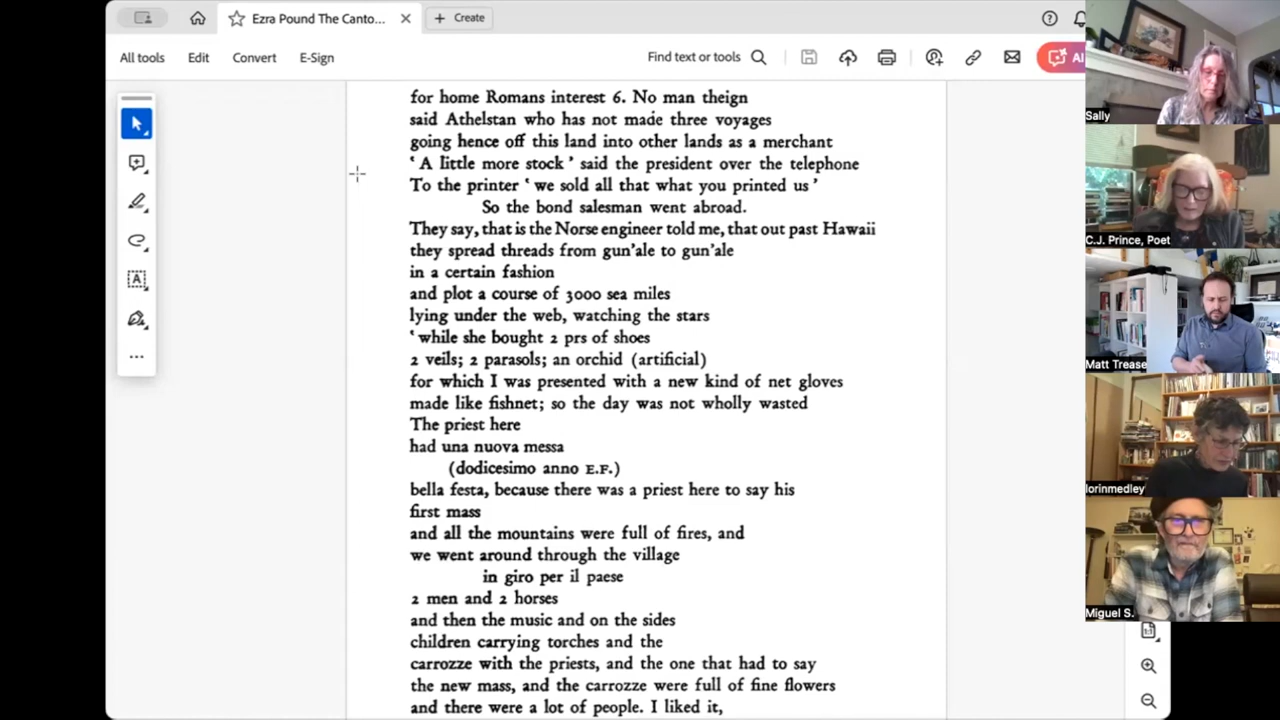 Ezra Pound The Canto...
Create
All tools
Edit
Convert
E-Sign
Find text or tools
AI
for home Romans interest 6. No man theign
said Athelstan who has not made three voyages
going hence off this land into other lands as a merchant
‘A little more stock’ said the president over the telephone
To the printer ‘we sold all that what you printed us’
So the bond salesman went abroad.
They say, that is the Norse engineer told me, that out past Hawaii
they spread threads from gun’ale to gun’ale
in a certain fashion
and plot a course of 3000 sea miles
lying under the web, watching the stars
‘while she bought 2 prs of shoes
2 veils; 2 parasols; an orchid (artificial)
for which I was presented with a new kind of net gloves
made like fishnet; so the day was not wholly wasted
The priest here
had una nuova messa
(dodicesimo anno E.F.)
bella festa, because there was a priest here to say his
first mass
and all the mountains were full of fires, and
we went around through the village
in giro per il paese
2 men and 2 horses
and then the music and on the sides
children carrying torches and the
carrozze with the priests, and the one that had to say
the new mass, and the carrozze were full of fine flowers
and there were a lot of people. I liked it,
Sally
C.J. Prince, Poet
Matt Trease
lorinmedley
Miguel S.